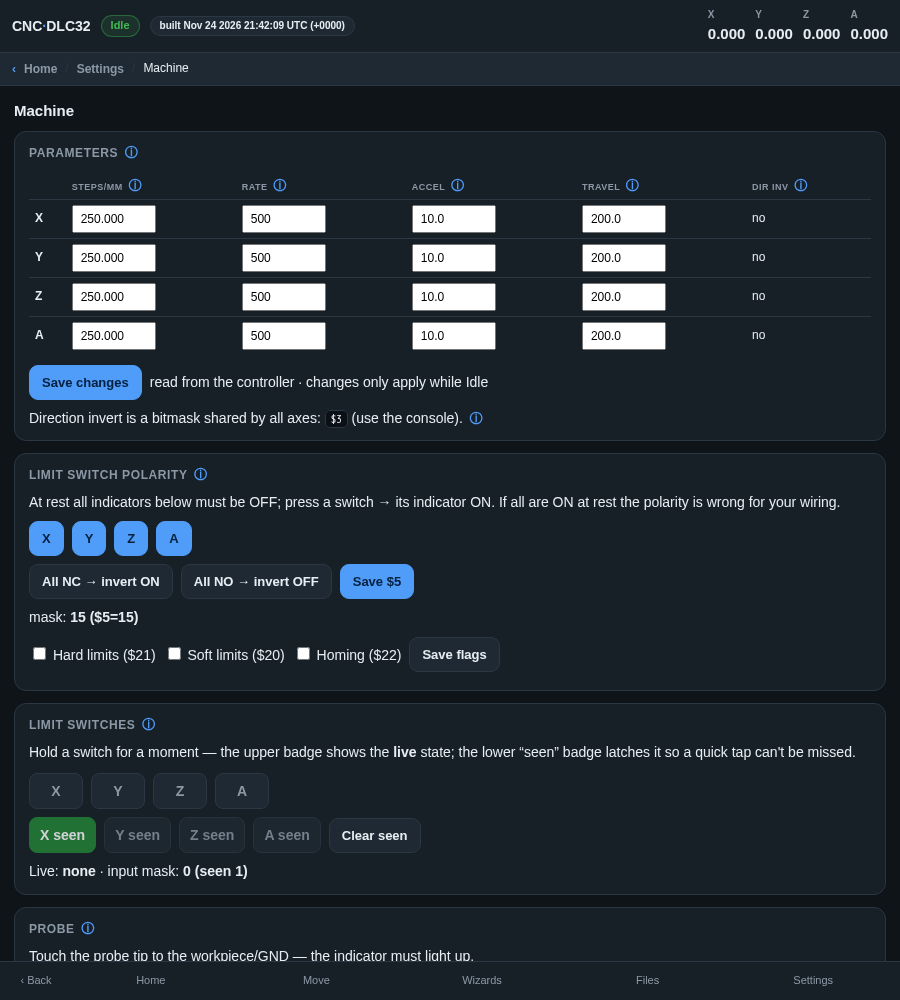 CNC·DLC32 Idle built Nov 24 2026 21:42:09 UTC (+0000) X Y Z A
0.000 0.000 0.000 0.000
‹ Home / Settings / Machine
Machine
PARAMETERS ⓘ
STEPS/MM ⓘ RATE ⓘ ACCEL ⓘ TRAVEL ⓘ DIR INV ⓘ
X 250.000 500 10.0 200.0 no
Y 250.000 500 10.0 200.0 no
Z 250.000 500 10.0 200.0 no
A 250.000 500 10.0 200.0 no
Save changes read from the controller · changes only apply while Idle
Direction invert is a bitmask shared by all axes: $3 (use the console). ⓘ
LIMIT SWITCH POLARITY ⓘ
At rest all indicators below must be OFF; press a switch → its indicator ON. If all are ON at rest the polarity is wrong for your wiring.
X Y Z A
All NC → invert ON All NO → invert OFF Save $5
mask: 15 ($5=15)
Hard limits ($21) Soft limits ($20) Homing ($22) Save flags
LIMIT SWITCHES ⓘ
Hold a switch for a moment — the upper badge shows the live state; the lower “seen” badge latches it so a quick tap can't be missed.
X Y Z A
X seen Y seen Z seen A seen Clear seen
Live: none · input mask: 0 (seen 1)
PROBE ⓘ
Touch the probe tip to the workpiece/GND — the indicator must light up.
‹ Back Home Move Wizards Files Settings